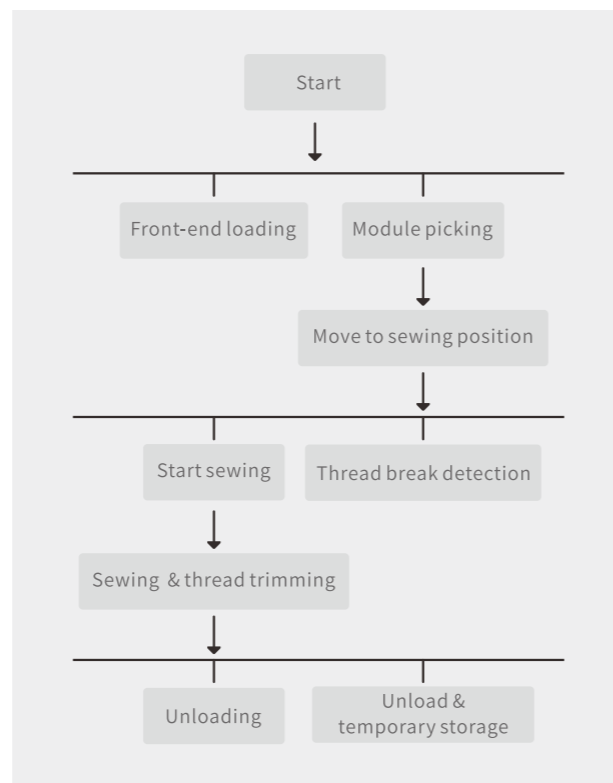 Start
Front-end loading
Module picking
Move to sewing position
Start sewing
Thread break detection
Sewing & thread trimming
Unloading
Unload &
temporary storage